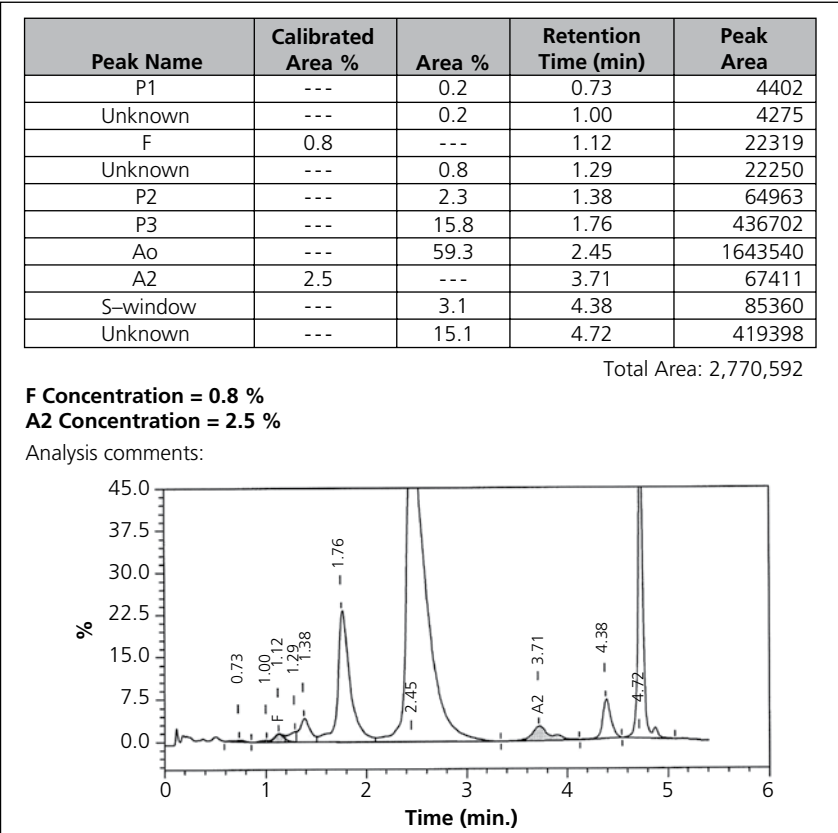 Peak Name Calibrated Area % Area % Retention Time (min) Peak Area
P1 --- 0.2 0.73 4402
Unknown --- 0.2 1.00 4275
F 0.8 --- 1.12 22319
Unknown --- 0.8 1.29 22250
P2 --- 2.3 1.38 64963
P3 --- 15.8 1.76 436702
Ao --- 59.3 2.45 1643540
A2 2.5 --- 3.71 67411
S–window --- 3.1 4.38 85360
Unknown --- 15.1 4.72 419398
Total Area: 2,770,592
F Concentration = 0.8 %
A2 Concentration = 2.5 %
Analysis comments:
45.0
37.5
30.0
22.5
15.0
7.5
0.0
%
0.73
1.00
1.12
F
1.29
1.38
1.76
2.45
3.71
A2
4.38
4.72
0 1 2 3 4 5 6
Time (min.)